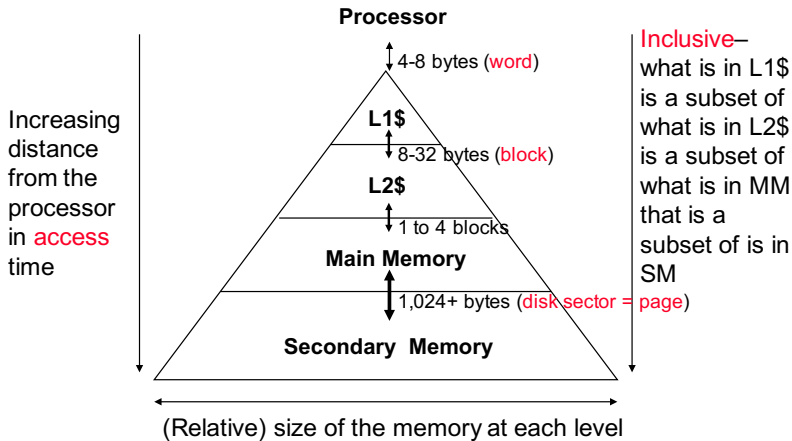 Processor
4-8 bytes (word)
Increasing
distance
from the
processor
in access
time
L1$
8-32 bytes (block)
L2$
1 to 4 blocks
Main Memory
1,024+ bytes (disk sector = page)
Secondary Memory
Inclusive–
what is in L1$
is a subset of
what is in L2$
is a subset of
what is in MM
that is a
subset of is in
SM
(Relative) size of the memory at each level